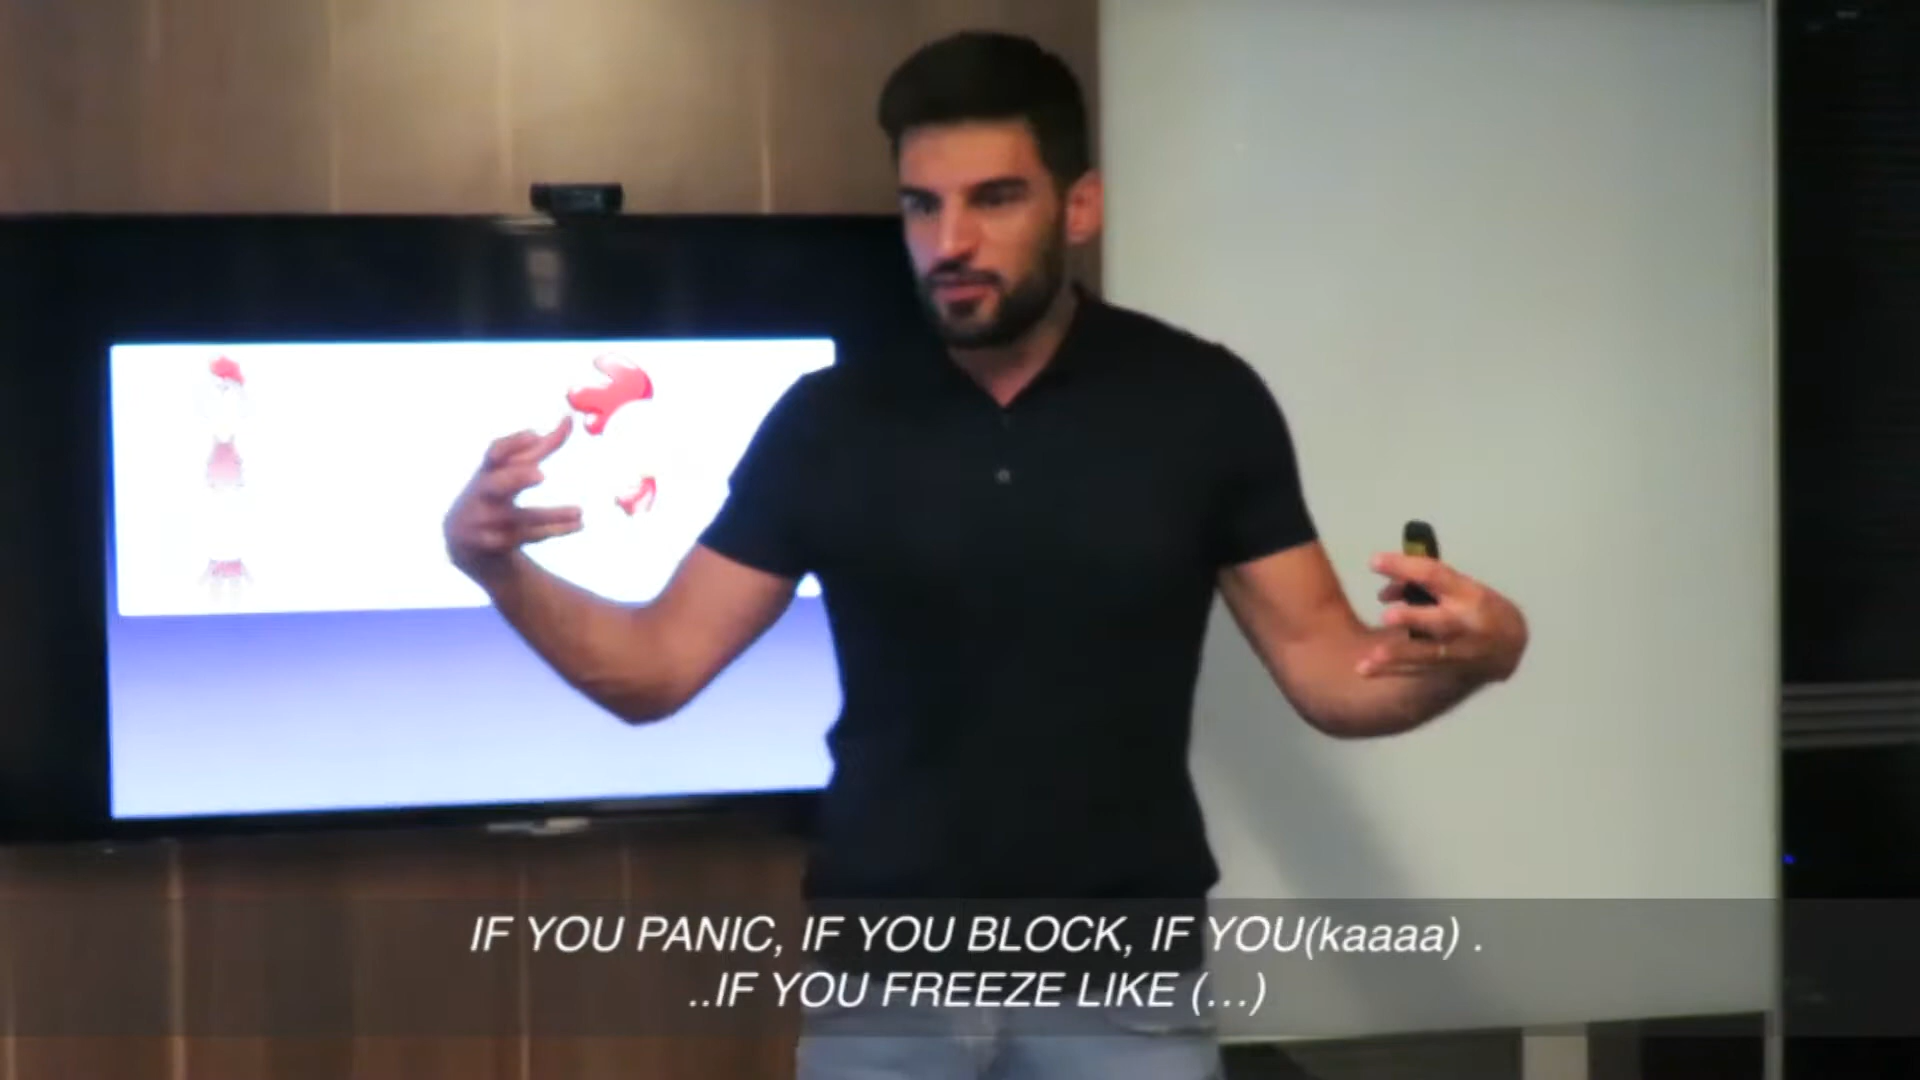 IF YOU PANIC, IF YOU BLOCK, IF YOU(kaaaa) .
..IF YOU FREEZE LIKE (...)